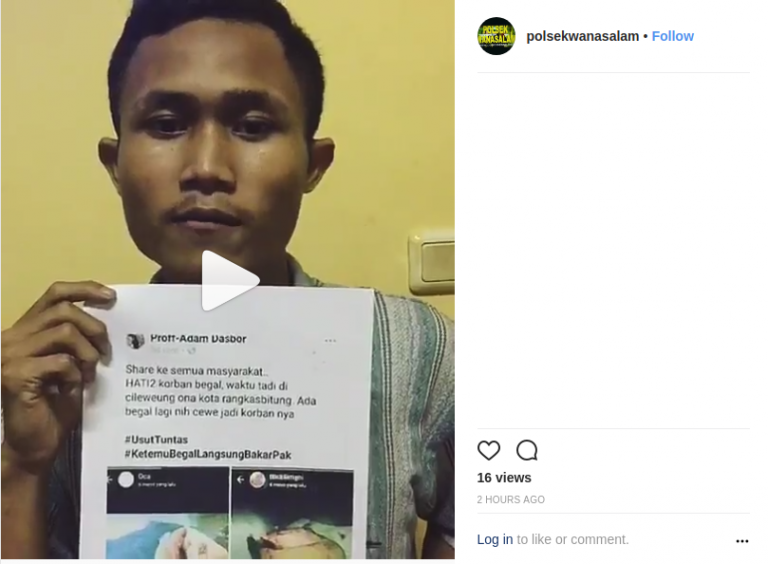 POLSEK
WANASALAM
polsekwanasalam • Follow
Proff-Adam Dasbor
Share ke semua masyarakat..
HATI2 korban begal, waktu tadi di
cileweung ona kota rangkasbitung. Ada
begal lagi nih cewe jadi korban nya
#UsutTuntas
#KetemuBegalLangsungBakarPak
16 views
2 HOURS AGO
Log in to like or comment.